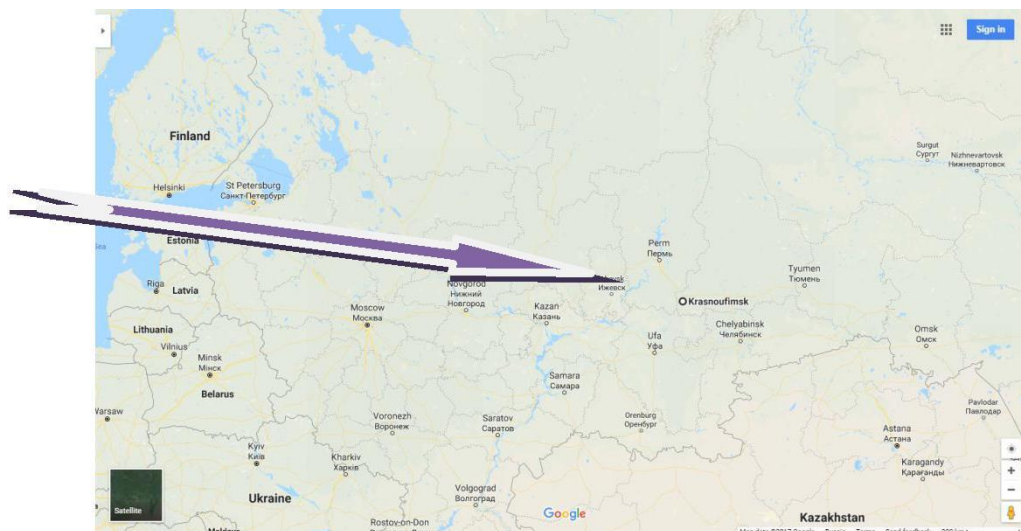 Sign in
Finland
Surgut
Сургут
Nizhnevartovsk
Нижневартовск
Helsinki
St Petersburg
Санкт-Петербург
Estonia
Perm
Пермь
Ижевск
Tyumen
Тюмень
Riga
Latvia
Novgorod
Нижний
Новгород
Kazan
Казань
Krasnoufimsk
Moscow
Москва
Chelyabinsk
Челябинск
Omsk
Омск
Lithuania
Vilnius
Ufa
Уфа
Minsk
Мінск
Samara
Самара
Belarus
Warsaw
Voronezh
Воронеж
Saratov
Саратов
Orenburg
Оренбург
Pavlodar
Павлодар
Astana
Астана
Kyiv
Київ
Kharkiv
Харків
Karagandy
Қарағанды
Satellite
Ukraine
Volgograd
Волгоград
Google
Kazakhstan
Rostov-on-Don